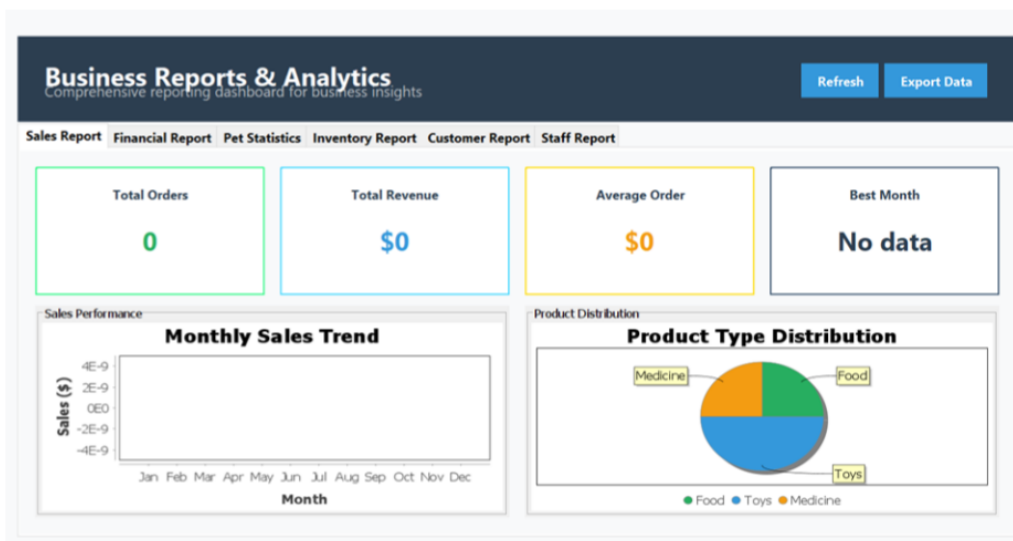 Business Reports & Analytics
Comprehensive reporting dashboard for business insights
Refresh
Export Data
Sales Report Financial Report Pet Statistics Inventory Report Customer Report Staff Report
Total Orders
0
Total Revenue
$0
Average Order
$0
Best Month
No data
Sales Performance
Monthly Sales Trend
Sales ($)
4E-9
2E-9
0E0
-2E-9
-4E-9
Jan Feb Mar Apr May Jun Jul Aug Sep Oct Nov Dec
Month
Product Distribution
Product Type Distribution
Medicine
Food
Toys
Food Toys Medicine